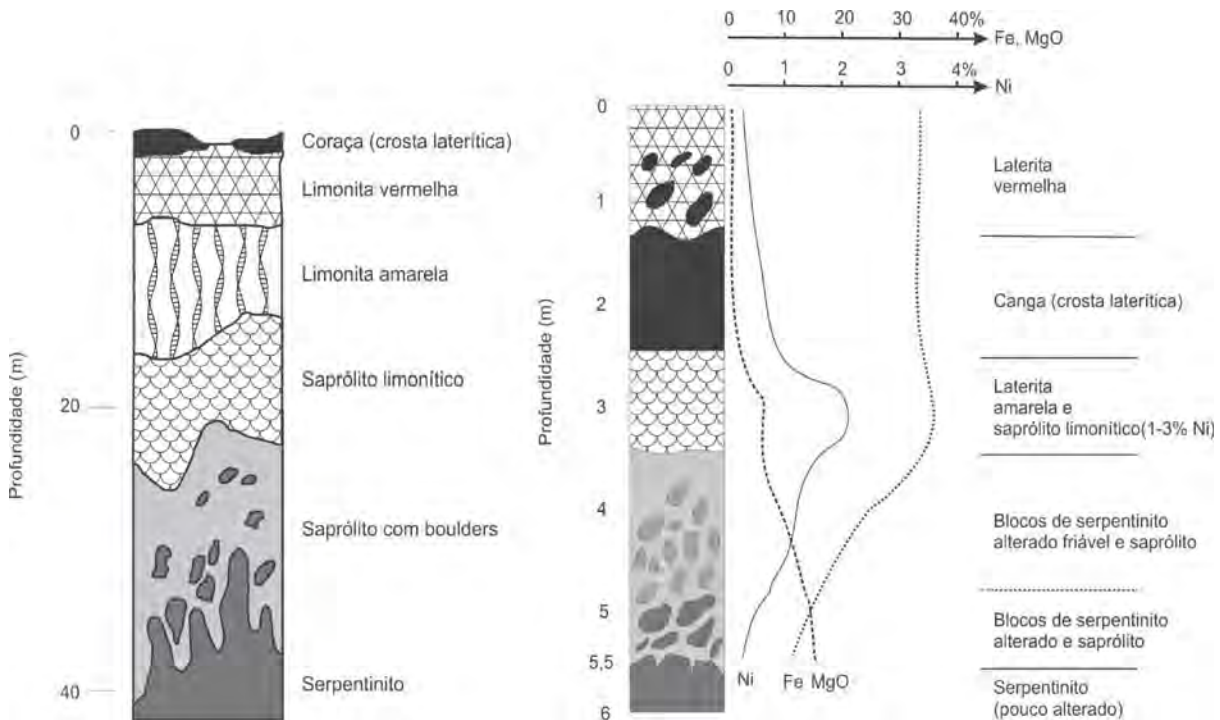 0
Coraça (crosta laterítica)
Limonita vermelha
Limonita amarela
Profundidade (m)
Saprólito limonítico
20
Saprólito com boulders
Serpentinito
40
0 10 20 30 40%
Fe, MgO
0 1 2 3 4%
Ni
0
1
2
3
4
5
5,5
6
Profundidade (m)
Ni
Fe
MgO
Laterita
vermelha
Canga (crosta laterítica)
Laterita
amarela e
saprólito limonítico(1-3% Ni)
Blocos de serpentinito
alterado friável e saprólito
Blocos de serpentinito
alterado e saprólito
Serpentinito
(pouco alterado)